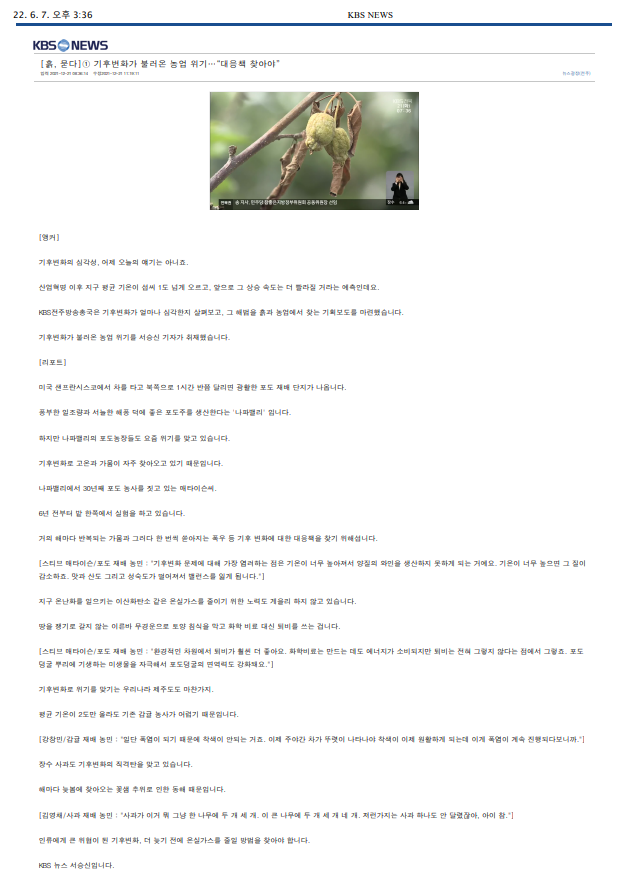 22. 6. 7. 오후 3:36
KBS NEWS
KBS NEWS
[흙, 묻다]① 기후변화가 불러온 농업 위기…“대응책 찾아야”
입력 2021-12-21 08:36:13 수정2021-12-21 11:19:11
뉴스광장(전주)
[앵커]
기후변화의 심각성, 어제 오늘의 얘기는 아니죠.
산업혁명 이후 지구 평균 기온이 섭씨 1도 넘게 오르고, 앞으로 그 상승 속도는 더 빨라질 거라는 예측인데요.
KBS전주방송총국은 기후변화가 얼마나 심각한지 살펴보고, 그 해법을 흙과 농업에서 찾는 기획보도를 마련했습니다.
기후변화가 불러온 농업 위기를 서승신 기자가 취재했습니다.
[리포트]
미국 샌프란시스코에서 차를 타고 북쪽으로 1시간 반쯤 달리면 광활한 포도 재배 단지가 나옵니다.
풍부한 일조량과 서늘한 해풍 덕에 좋은 포도주를 생산한다는 '나파밸리' 입니다.
하지만 나파밸리의 포도농장들도 요즘 위기를 맞고 있습니다.
기후변화로 고온과 가뭄이 자주 찾아오고 있기 때문입니다.
나파밸리에서 30년째 포도 농사를 짓고 있는 매타이슨씨.
6년 전부터 밭 한쪽에서 실험을 하고 있습니다.
거의 해마다 반복되는 가뭄과 그러다 한 번씩 쏟아지는 폭우 등 기후 변화에 대한 대응책을 찾기 위해섭니다.
[스티브 매타이슨/포도 재배 농민 : "기후변화 문제에 대해 가장 염려하는 점은 기온이 너무 높아져서 양질의 와인을 생산하지 못하게 되는 거예요. 기온이 너무 높으면 그 질이
감소하죠. 맛과 산도 그리고 성숙도가 떨어져서 밸런스를 잃게 됩니다."]
지구 온난화를 일으키는 이산화탄소 같은 온실가스를 줄이기 위한 노력도 게을리 하지 않고 있습니다.
땅을 쟁기로 갈지 않는 이른바 무경운으로 토양 침식을 막고 화학 비료 대신 퇴비를 쓰는 겁니다.
[스티브 매타이슨/포도 재배 농민 : "환경적인 차원에서 퇴비가 훨씬 더 좋아요. 화학비료는 만드는 데도 에너지가 소비되지만 퇴비는 전혀 그렇지 않다는 점에서 그렇죠. 포도
덩굴 뿌리에 기생하는 미생물을 자극해서 포도덩굴의 면역력도 강화돼요."]
기후변화로 위기를 맞기는 우리나라 제주도도 마찬가지.
평균 기온이 2도만 올라도 기존 감귤 농사가 어렵기 때문입니다.
[강창민/감귤 재배 농민 : "일단 폭염이 되기 때문에 착색이 안되는 거죠. 이제 주야간 차가 뚜렷이 나타나야 착색이 이제 원활하게 되는데 이게 폭염이 계속 진행되다보니까."]
장수 사과도 기후변화의 직격탄을 맞고 있습니다.
해마다 늦봄에 찾아오는 꽃샘 추위로 인한 동해 때문입니다.
[김영채/사과 재배 농민 : "사과가 이거 뭐 그냥 한 나무에 두 개 세 개. 이 큰 나무에 두 개 세 개 네 개. 저런가지는 사과 하나도 안 달렸잖아, 아이 참."]
인류에게 큰 위협이 된 기후변화, 더 늦기 전에 온실가스를 줄일 방법을 찾아야 합니다.
KBS 뉴스 서승신입니다.